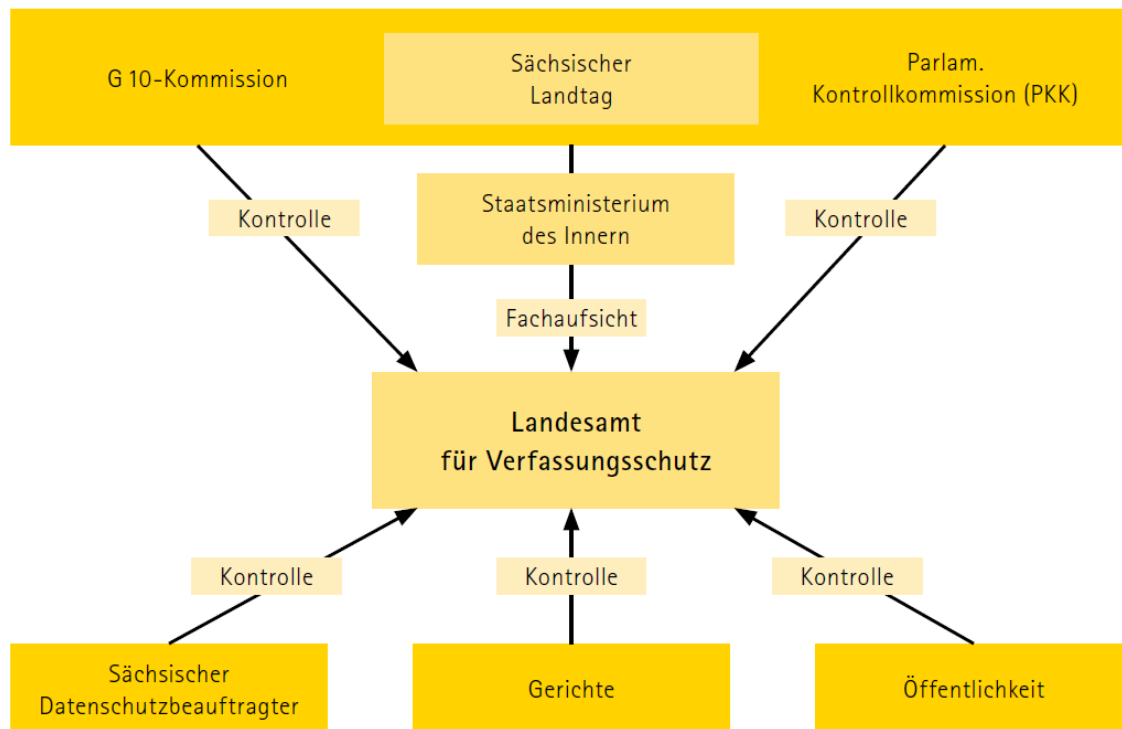 G 10-Kommission
Sächsischer
Landtag
Parlam.
Kontrollkommission (PKK)
Kontrolle
Staatsministerium
des Innern
Kontrolle
Fachaufsicht
Landesamt
für Verfassungsschutz
Kontrolle
Kontrolle
Kontrolle
Sächsischer
Datenschutzbeauftragter
Gerichte
Öffentlichkeit